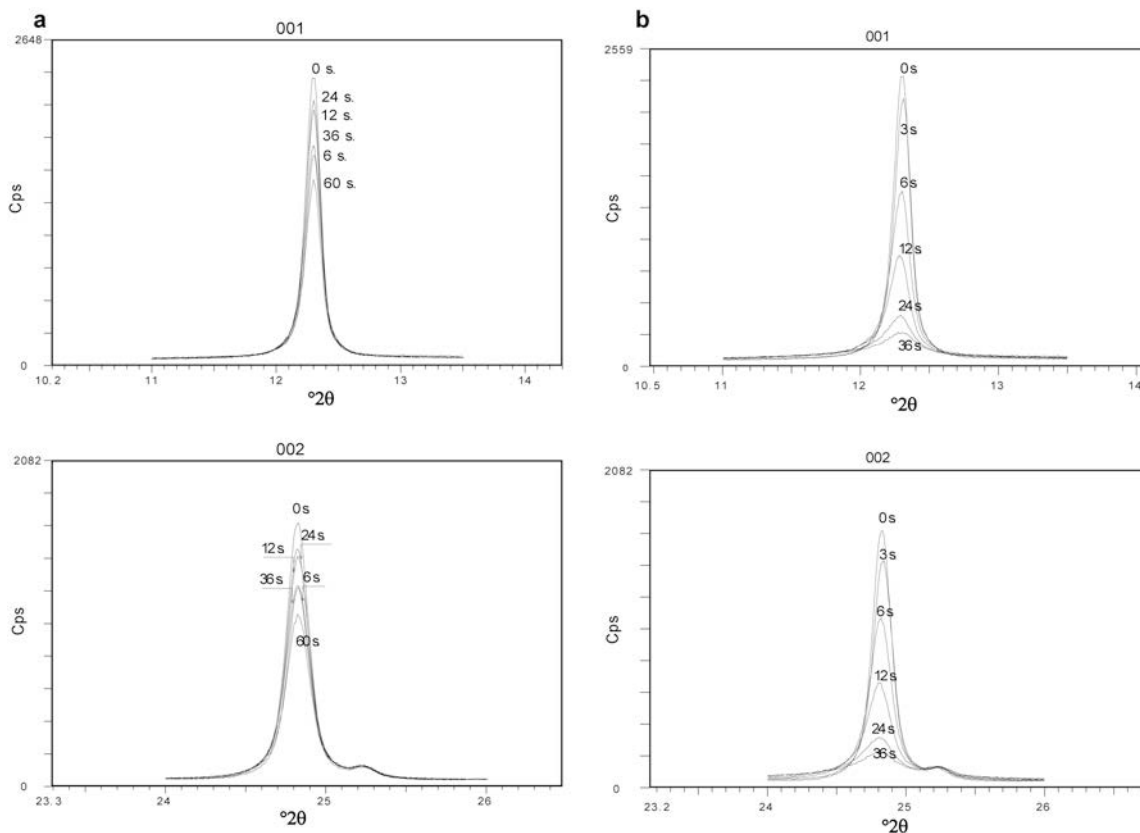 a
001
2648
0 s.
24 s.
12 s.
36 s.
6 s.
60 s.
Cps
0
10.2 11 12 13 14
°2θ
002
2082
0s
12s 24s
36s 6s
60s
Cps
0
23.3 24 25 26
°2θ
b
001
2559
0s
3s
6s
12s
24s
36s
Cps
0
10.5 11 12 13 14
°2θ
002
2082
0s
3s
6s
12s
24s
36s
Cps
0
23.2 24 25 26
°2θ